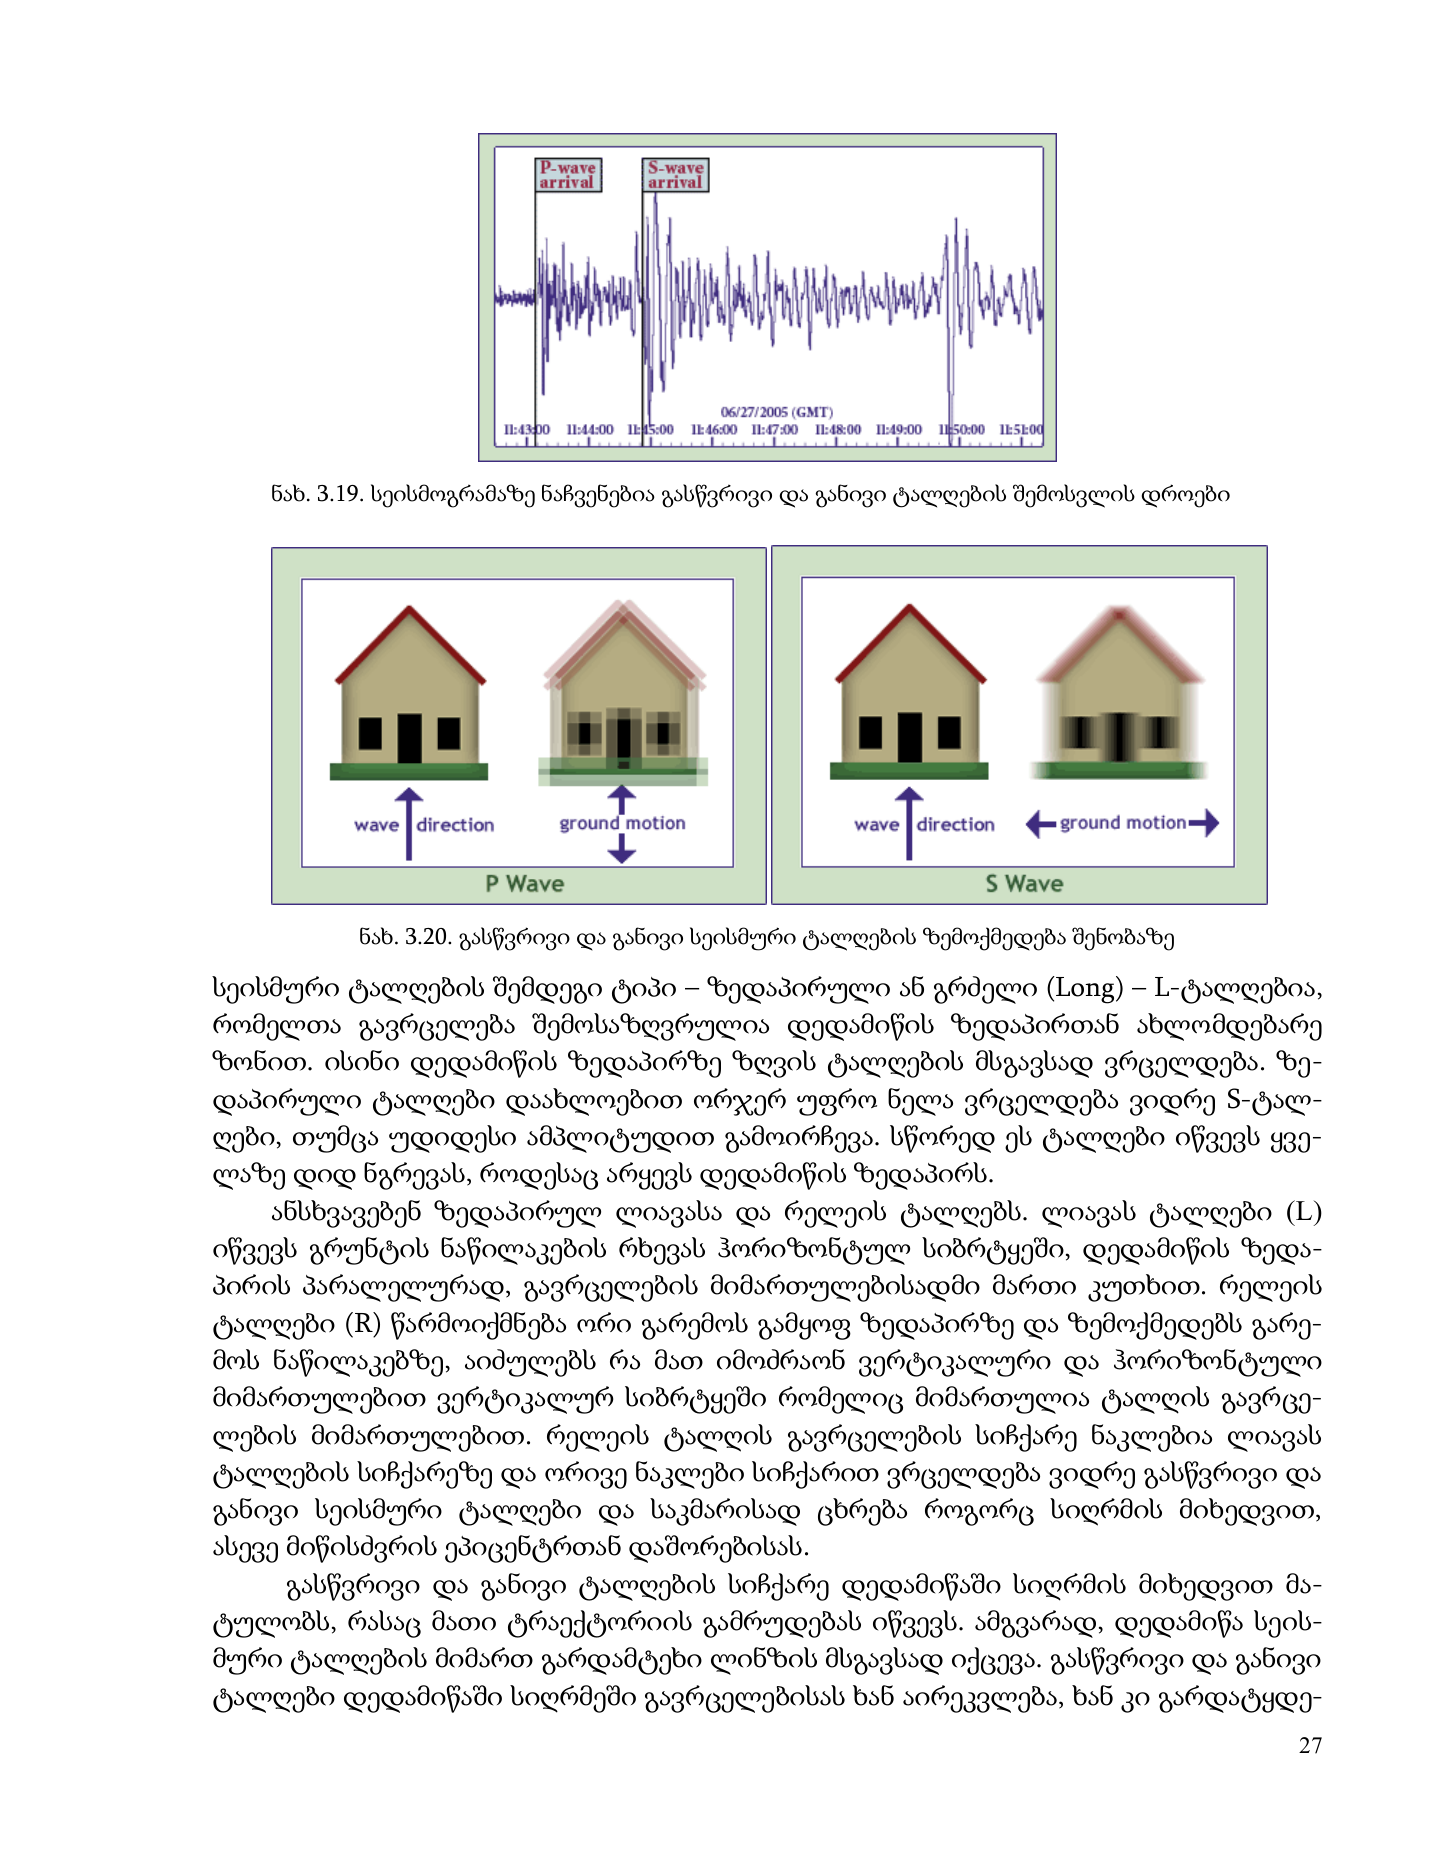 P-wave
arrival
S-wave
arrival
06/27/2005 (GMT)
11:43:00 11:44:00 11:45:00 11:46:00 11:47:00 11:48:00 11:49:00 11:50:00 11:51:00
ნახ. 3.19. სეისმოგრამაზე ნაჩვენებია გასწვრივი და განივი ტალღების შემოსვლის დროები
wave direction
ground motion
P Wave
wave direction
ground motion
S Wave
ნახ. 3.20. გასწვრივი და განივი სეისმური ტალღების ზემოქმედება შენობაზე
სეისმური ტალღების შემდეგი ტიპი – ზედაპირული ან გრძელი (Long) – L-ტალღებია,
რომელთა გავრცელება შემოსაზღვრულია დედამიწის ზედაპირთან ახლომდებარე
ზონით. ისინი დედამიწის ზედაპირზე ზღვის ტალღების მსგავსად ვრცელდება. ზე-
დაპირული ტალღები დაახლოებით ორჯერ უფრო ნელა ვრცელდება ვიდრე S-ტალ-
ღები, თუმცა უდიდესი ამპლიტუდით გამოირჩევა. სწორედ ეს ტალღები იწვევს ყვე-
ლაზე დიდ ნგრევას, როდესაც არყევს დედამიწის ზედაპირს.
ანსხვავებენ ზედაპირულ ლიავასა და რელეის ტალღებს. ლიავას ტალღები (L)
იწვევს გრუნტის ნაწილაკების რხევას ჰორიზონტულ სიბრტყეში, დედამიწის ზედა-
პირის პარალელურად, გავრცელების მიმართულებისადმი მართი კუთხით. რელეის
ტალღები (R) წარმოიქმნება ორი გარემოს გამყოფ ზედაპირზე და ზემოქმედებს გარე-
მოს ნაწილაკებზე, აიძულებს რა მათ იმოძრაონ ვერტიკალური და ჰორიზონტული
მიმართულებით ვერტიკალურ სიბრტყეში რომელიც მიმართულია ტალღის გავრცე-
ლების მიმართულებით. რელეის ტალღის გავრცელების სიჩქარე ნაკლებია ლიავას
ტალღების სიჩქარეზე და ორივე ნაკლები სიჩქარით ვრცელდება ვიდრე გასწვრივი და
განივი სეისმური ტალღები და საკმარისად ცხრება როგორც სიღრმის მიხედვით,
ასევე მიწისძვრის ეპიცენტრთან დაშორებისას.
გასწვრივი და განივი ტალღების სიჩქარე დედამიწაში სიღრმის მიხედვით მა-
ტულობს, რასაც მათი ტრაექტორიის გამრუდებას იწვევს. ამგვარად, დედამიწა სეის-
მური ტალღების მიმართ გარდამტეხი ლინზის მსგავსად იქცევა. გასწვრივი და განივი
ტალღები დედამიწაში სიღრმეში გავრცელებისას ხან აირეკვლება, ხან კი გარდატყდე-
27